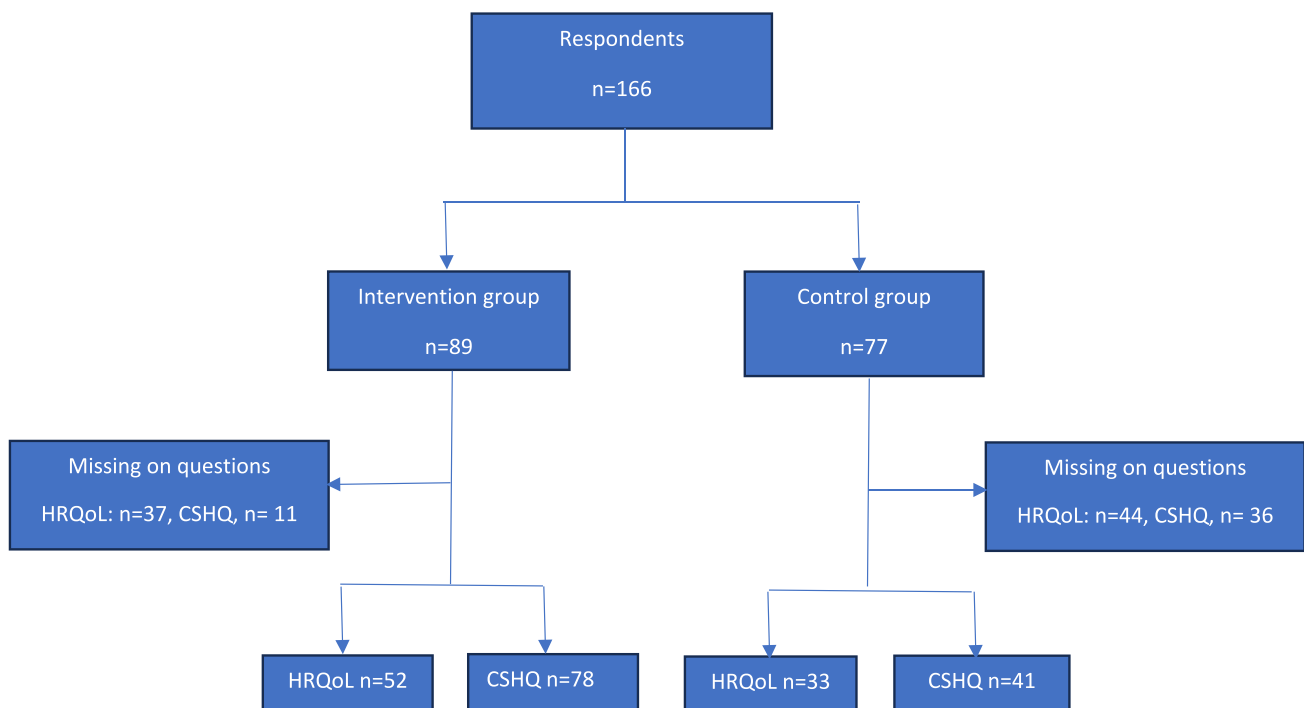 Respondents
n=166
Intervention group
n=89
Control group
n=77
Missing on questions
HRQoL: n=37, CSHQ, n= 11
Missing on questions
HRQoL: n=44, CSHQ, n= 36
HRQoL n=52
CSHQ n=78
HRQoL n=33
CSHQ n=41